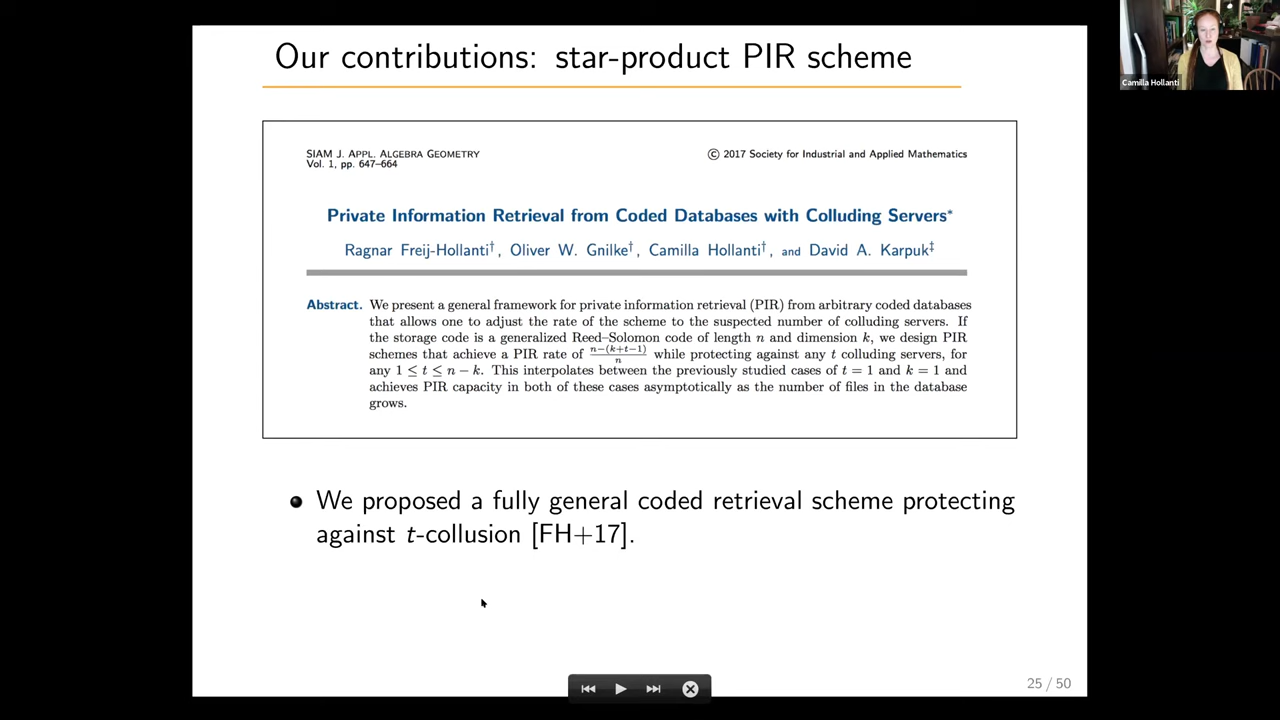 Our contributions: star-product PIR scheme
SIAM J. APPL. ALGEBRA GEOMETRY
Vol. 1, pp. 647–664
© 2017 Society for Industrial and Applied Mathematics
Private Information Retrieval from Coded Databases with Colluding Servers*
Ragnar Freij-Hollanti†, Oliver W. Gnilke†, Camilla Hollanti†, and David A. Karpuk‡
Abstract. We present a general framework for private information retrieval (PIR) from arbitrary coded databases
that allows one to adjust the rate of the scheme to the suspected number of colluding servers. If
the storage code is a generalized Reed–Solomon code of length n and dimension k, we design PIR
schemes that achieve a PIR rate of \frac{n-(k+t-1)}{n} while protecting against any t colluding servers, for
any 1 ≤ t ≤ n − k. This interpolates between the previously studied cases of t = 1 and k = 1 and
achieves PIR capacity in both of these cases asymptotically as the number of files in the database
grows.
We proposed a fully general coded retrieval scheme protecting
against t-collusion [FH+17].
25 / 50
Camilla Hollanti